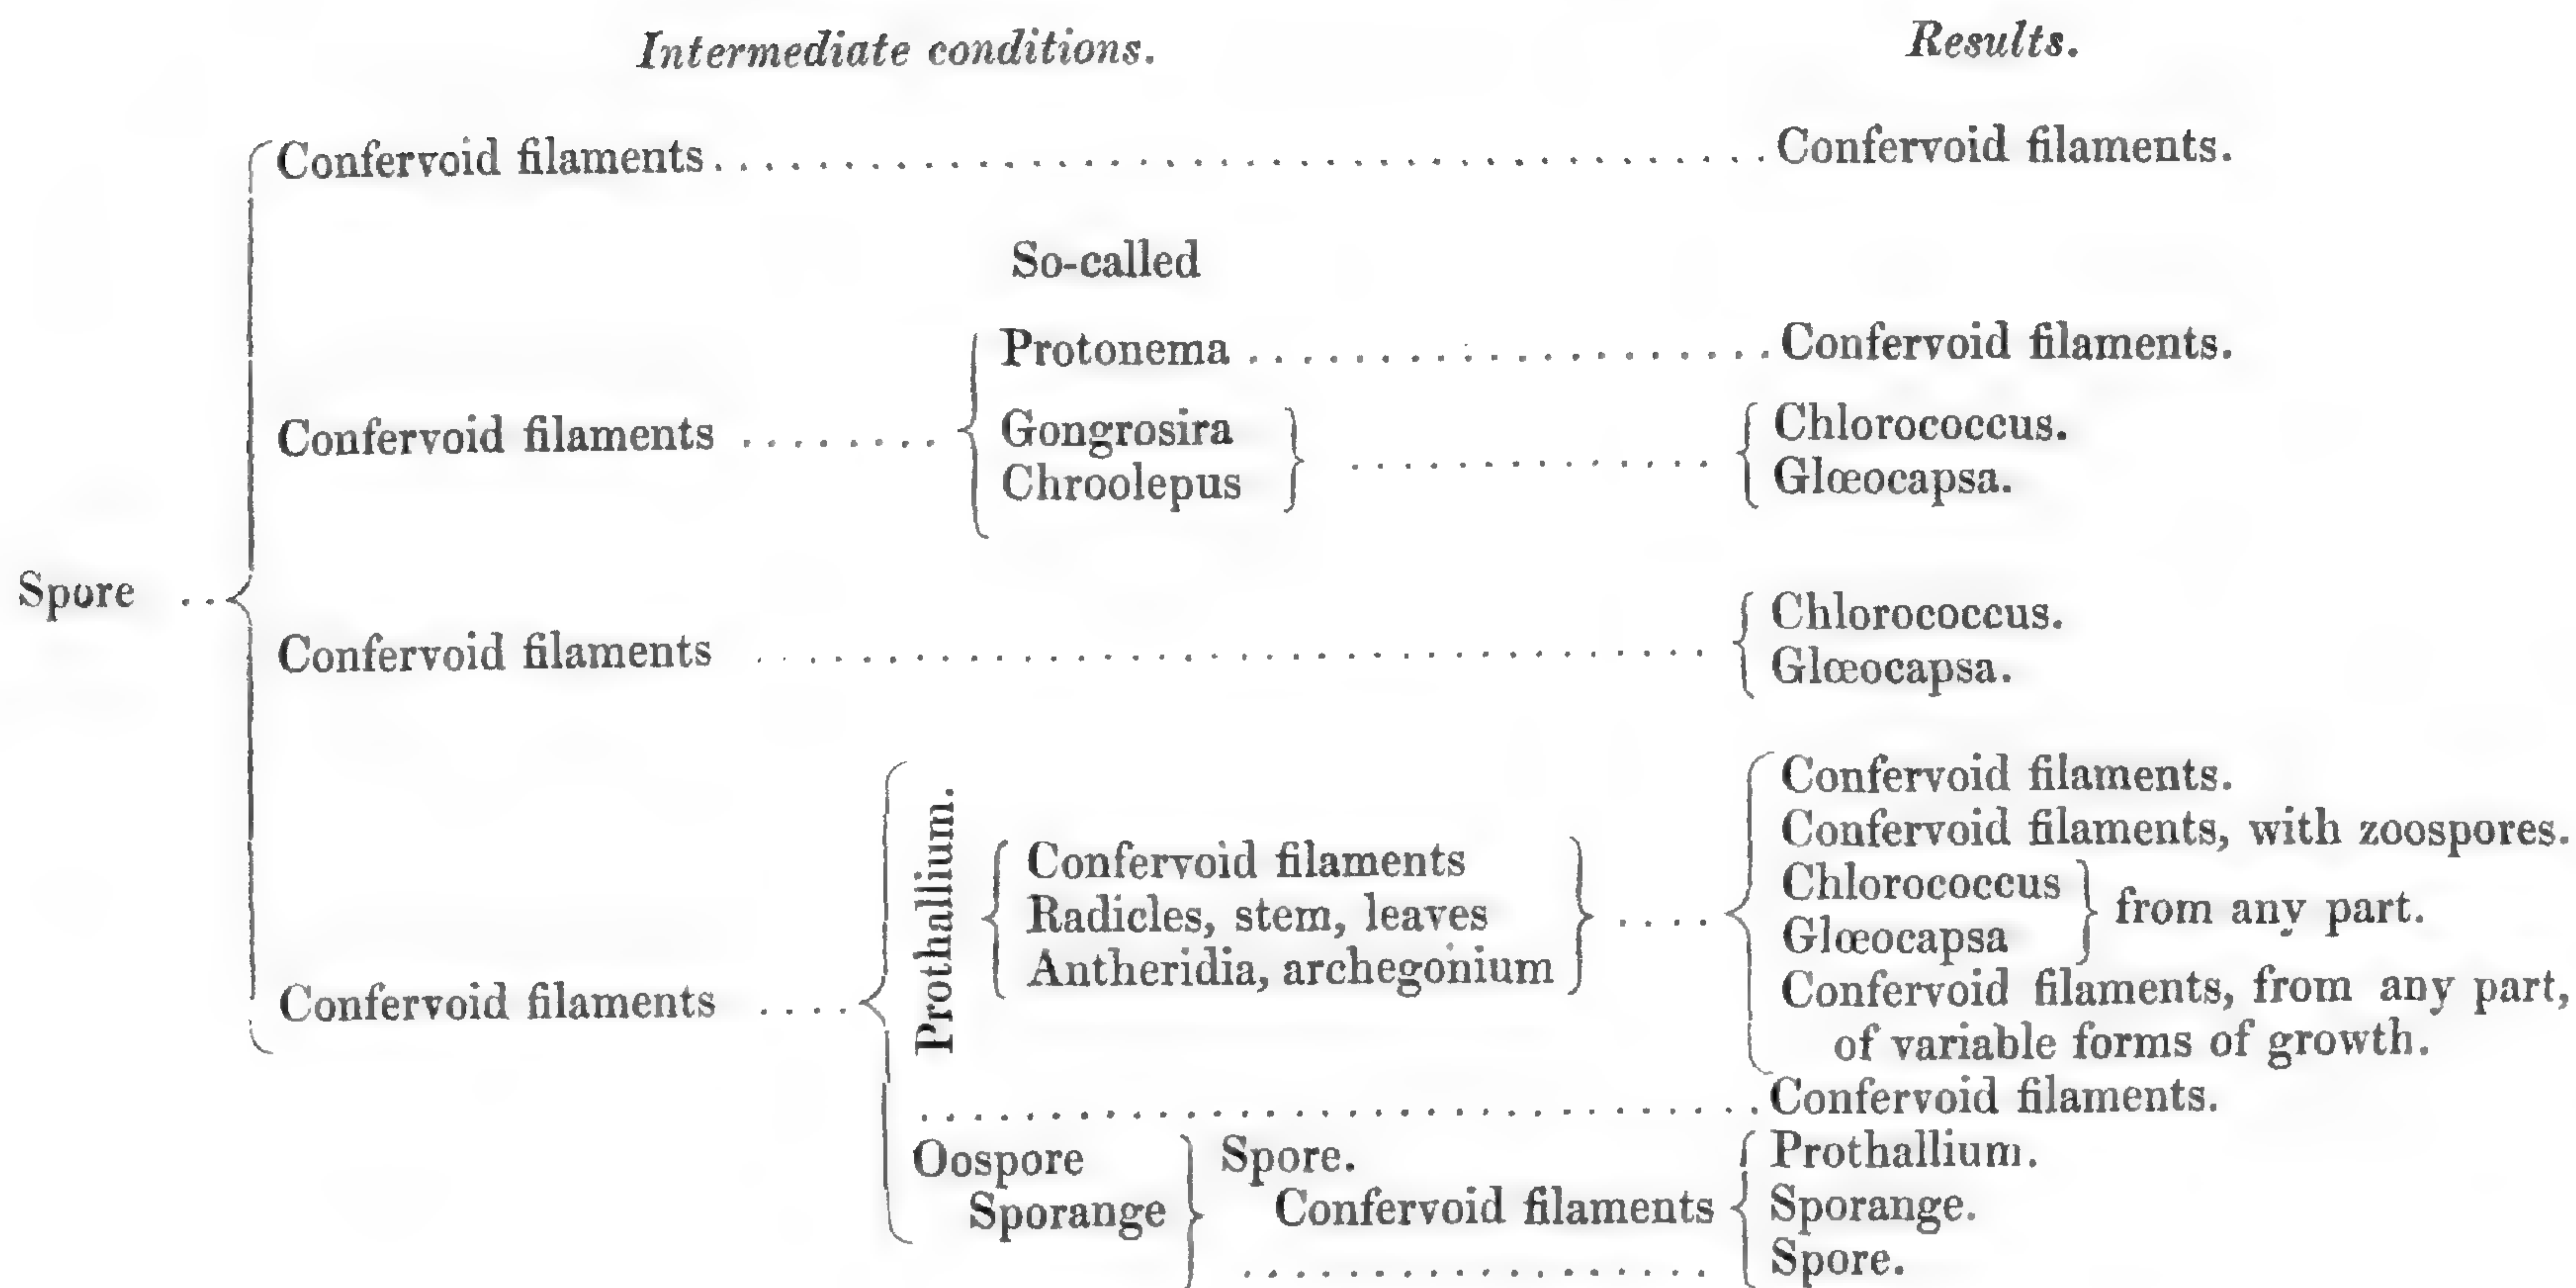 Intermediate conditions. Results.
Confervoid filaments........................................Confervoid filaments.
So-called
Protonema....................Confervoid filaments.
Gongrosira
Chroolepus
Confervoid filaments ........
..............
Chlorococcus.
Glœocapsa.
Spore ..
Confervoid filaments ....................................
Chlorococcus.
Glœocapsa.
Confervoid filaments ....
Prothallium.
Confervoid filaments
Radicles, stem, leaves
Antheridia, archegonium
....
Confervoid filaments.
Confervoid filaments, with zoospores.
Chlorococcus
Glœocapsa
from any part.
Confervoid filaments, from any part,
of variable forms of growth.
................................Confervoid filaments.
Oospore
Sporange
Spore.
Confervoid filaments
..................
Prothallium.
Sporange.
Spore.